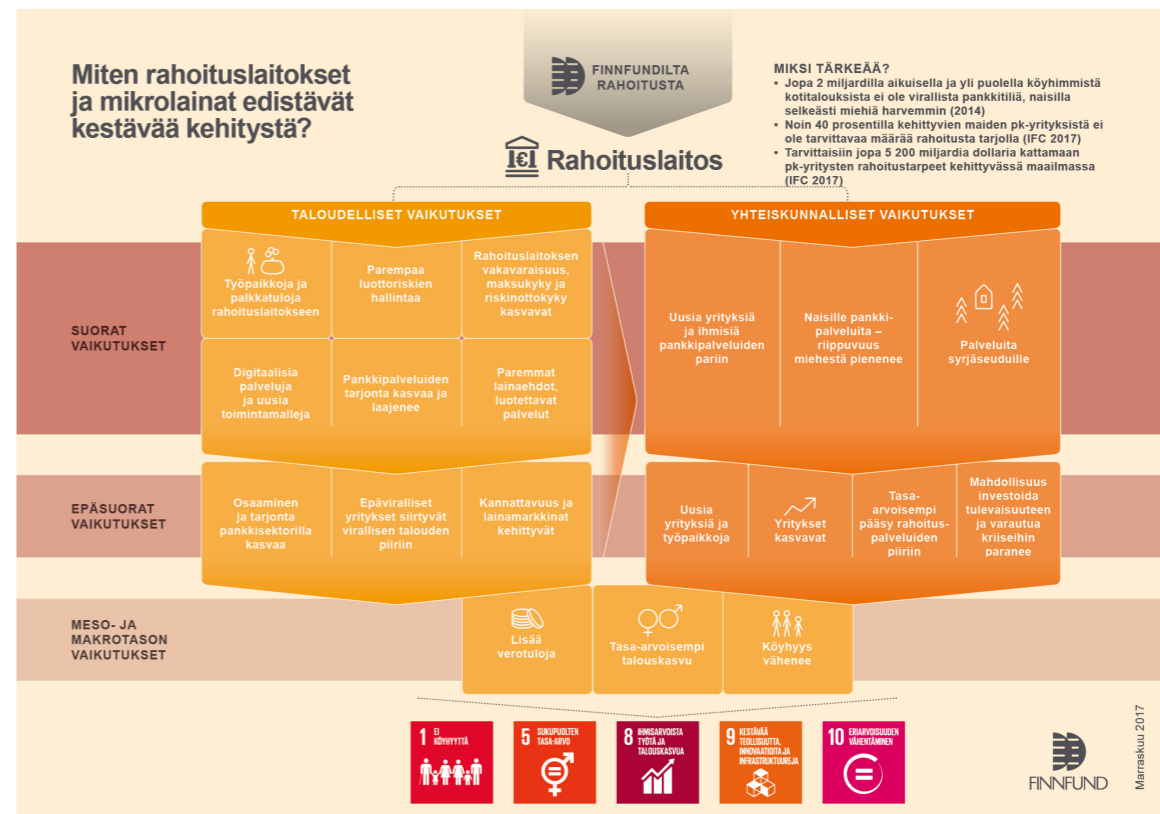 Miten rahoituslaitokset
ja mikrolainat edistävät
kestävää kehitystä?
FINNFUNDILTA
RAHOITUSTA
MIKSI TÄRKEÄÄ?
• Jopa 2 miljardilla aikuisella ja yli puolella köyhimmistä
kotitalouksista ei ole virallista pankkitiliä, naisilla
selkeästi miehiä harvemmin (2014)
• Noin 40 prosentilla kehittyvien maiden pk-yrityksistä ei
ole tarvittavaa määrää rahoitusta tarjolla (IFC 2017)
• Tarvittaisiin jopa 5 200 miljardia dollaria kattamaan
pk-yritysten rahoitustarpeet kehittyvässä maailmassa
(IFC 2017)
I€I Rahoituslaitos
TALOUDELLISET VAIKUTUKSET
YHTEISKUNNALLISET VAIKUTUKSET
SUORAT
VAIKUTUKSET
Työpaikkoja ja
palkkatuloja
rahoituslaitokseen
Parempaa
luottoriskien
hallintaa
Rahoituslaitoksen
vakavaraisuus,
maksukyky ja
riskinottokyky
kasvavat
Digitaalisia
palveluja
ja uusia
toimintamalleja
Pankkipalveluiden
tarjonta kasvaa ja
laajenee
Paremmat
lainaehdot,
luotettavat
palvelut
Uusia yrityksiä
ja ihmisiä
pankkipalveluiden
pariin
Naisille pankki-
palveluita –
riippuvuus
miehestä pienenee
Palveluita
syrjäseuduille
EPÄSUORAT
VAIKUTUKSET
Osaaminen
ja tarjonta
pankkisektorilla
kasvaa
Epäviralliset
yritykset siirtyvät
virallisen talouden
piiriin
Kannattavuus ja
lainamarkkinat
kehittyvät
Uusia
yrityksiä ja
työpaikkoja
Yritykset
kasvavat
Tasa-
arvoisempi
pääsy rahoitus-
palveluiden
piiriin
Mahdollisuus
investoida
tulevaisuuteen
ja varautua
kriiseihin
paranee
MESO- JA
MAKROTASON
VAIKUTUKSET
Lisää
verotuloja
Tasa-arvoisempi
talouskasvu
Köyhyys
vähenee
1 EI
KÖYHYYTTÄ
5 SUKUPUOLTEN
TASA-ARVO
8 IHMISARVOISTA
TYÖTÄ JA
TALOUSKASVUA
9 KESTÄVÄÄ
TEOLLISUUTTA,
INNOVAATIOITA JA
INFRASTRUKTUUREJA
10 ERIARVOISUUDEN
VÄHENTÄMINEN
FINNFUND
Marraskuu 2017